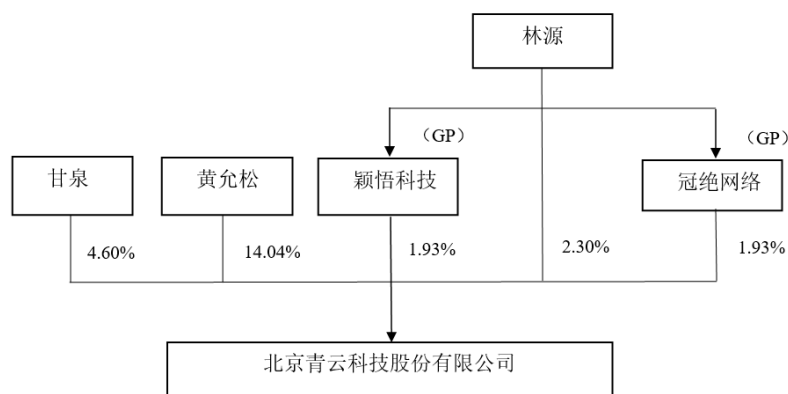 林源
（GP）
（GP）
甘泉
黄允松
颖悟科技
冠绝网络
4.60%
14.04%
1.93%
2.30%
1.93%
北京青云科技股份有限公司